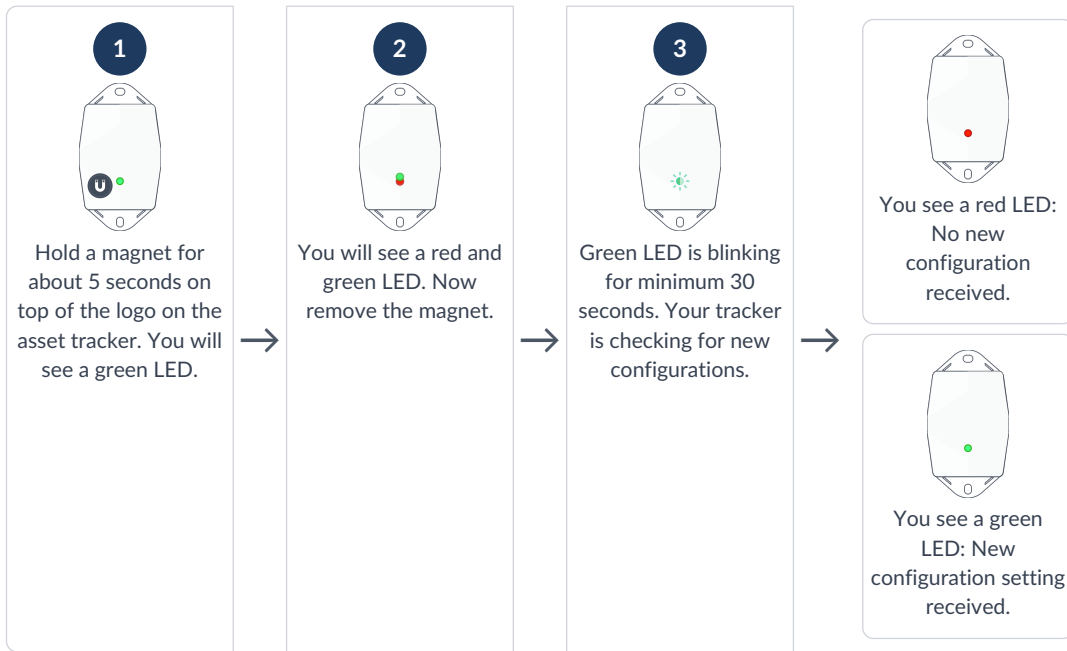 1
Hold a magnet for
about 5 seconds on
top of the logo on the
asset tracker. You will
see a green LED.
2
You will see a red and
green LED. Now
remove the magnet.
3
Green LED is blinking
for minimum 30
seconds. Your tracker
is checking for new
configurations.
You see a red LED:
No new
configuration
received.
You see a green
LED: New
configuration setting
received.